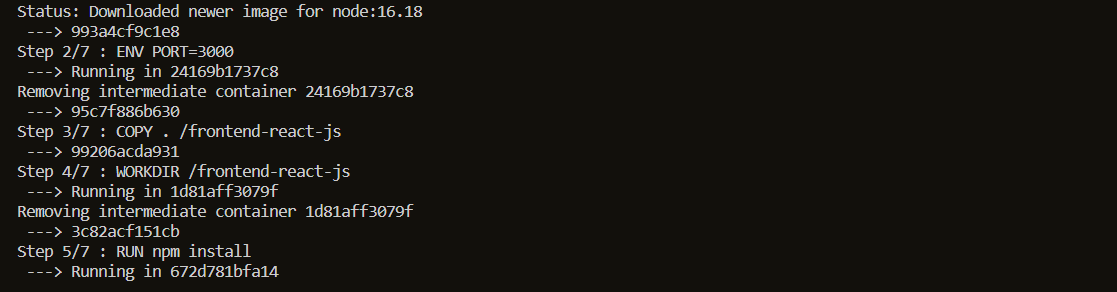 Status: Downloaded newer image for node:16.18
---> 993a4cf9c1e8
Step 2/7 : ENV PORT=3000
---> Running in 24169b1737c8
Removing intermediate container 24169b1737c8
---> 95c7f886b630
Step 3/7 : COPY . /frontend-react-js
---> 99206acda931
Step 4/7 : WORKDIR /frontend-react-js
---> Running in 1d81aff3079f
Removing intermediate container 1d81aff3079f
---> 3c82acf151cb
Step 5/7 : RUN npm install
---> Running in 672d781bfa14